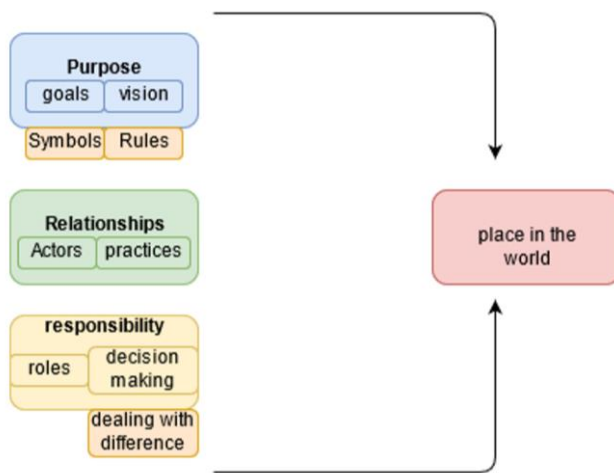 Purpose
goals vision
Symbols Rules
Relationships
Actors practices
place in the
world
responsibility
roles
decision
making
dealing with
difference